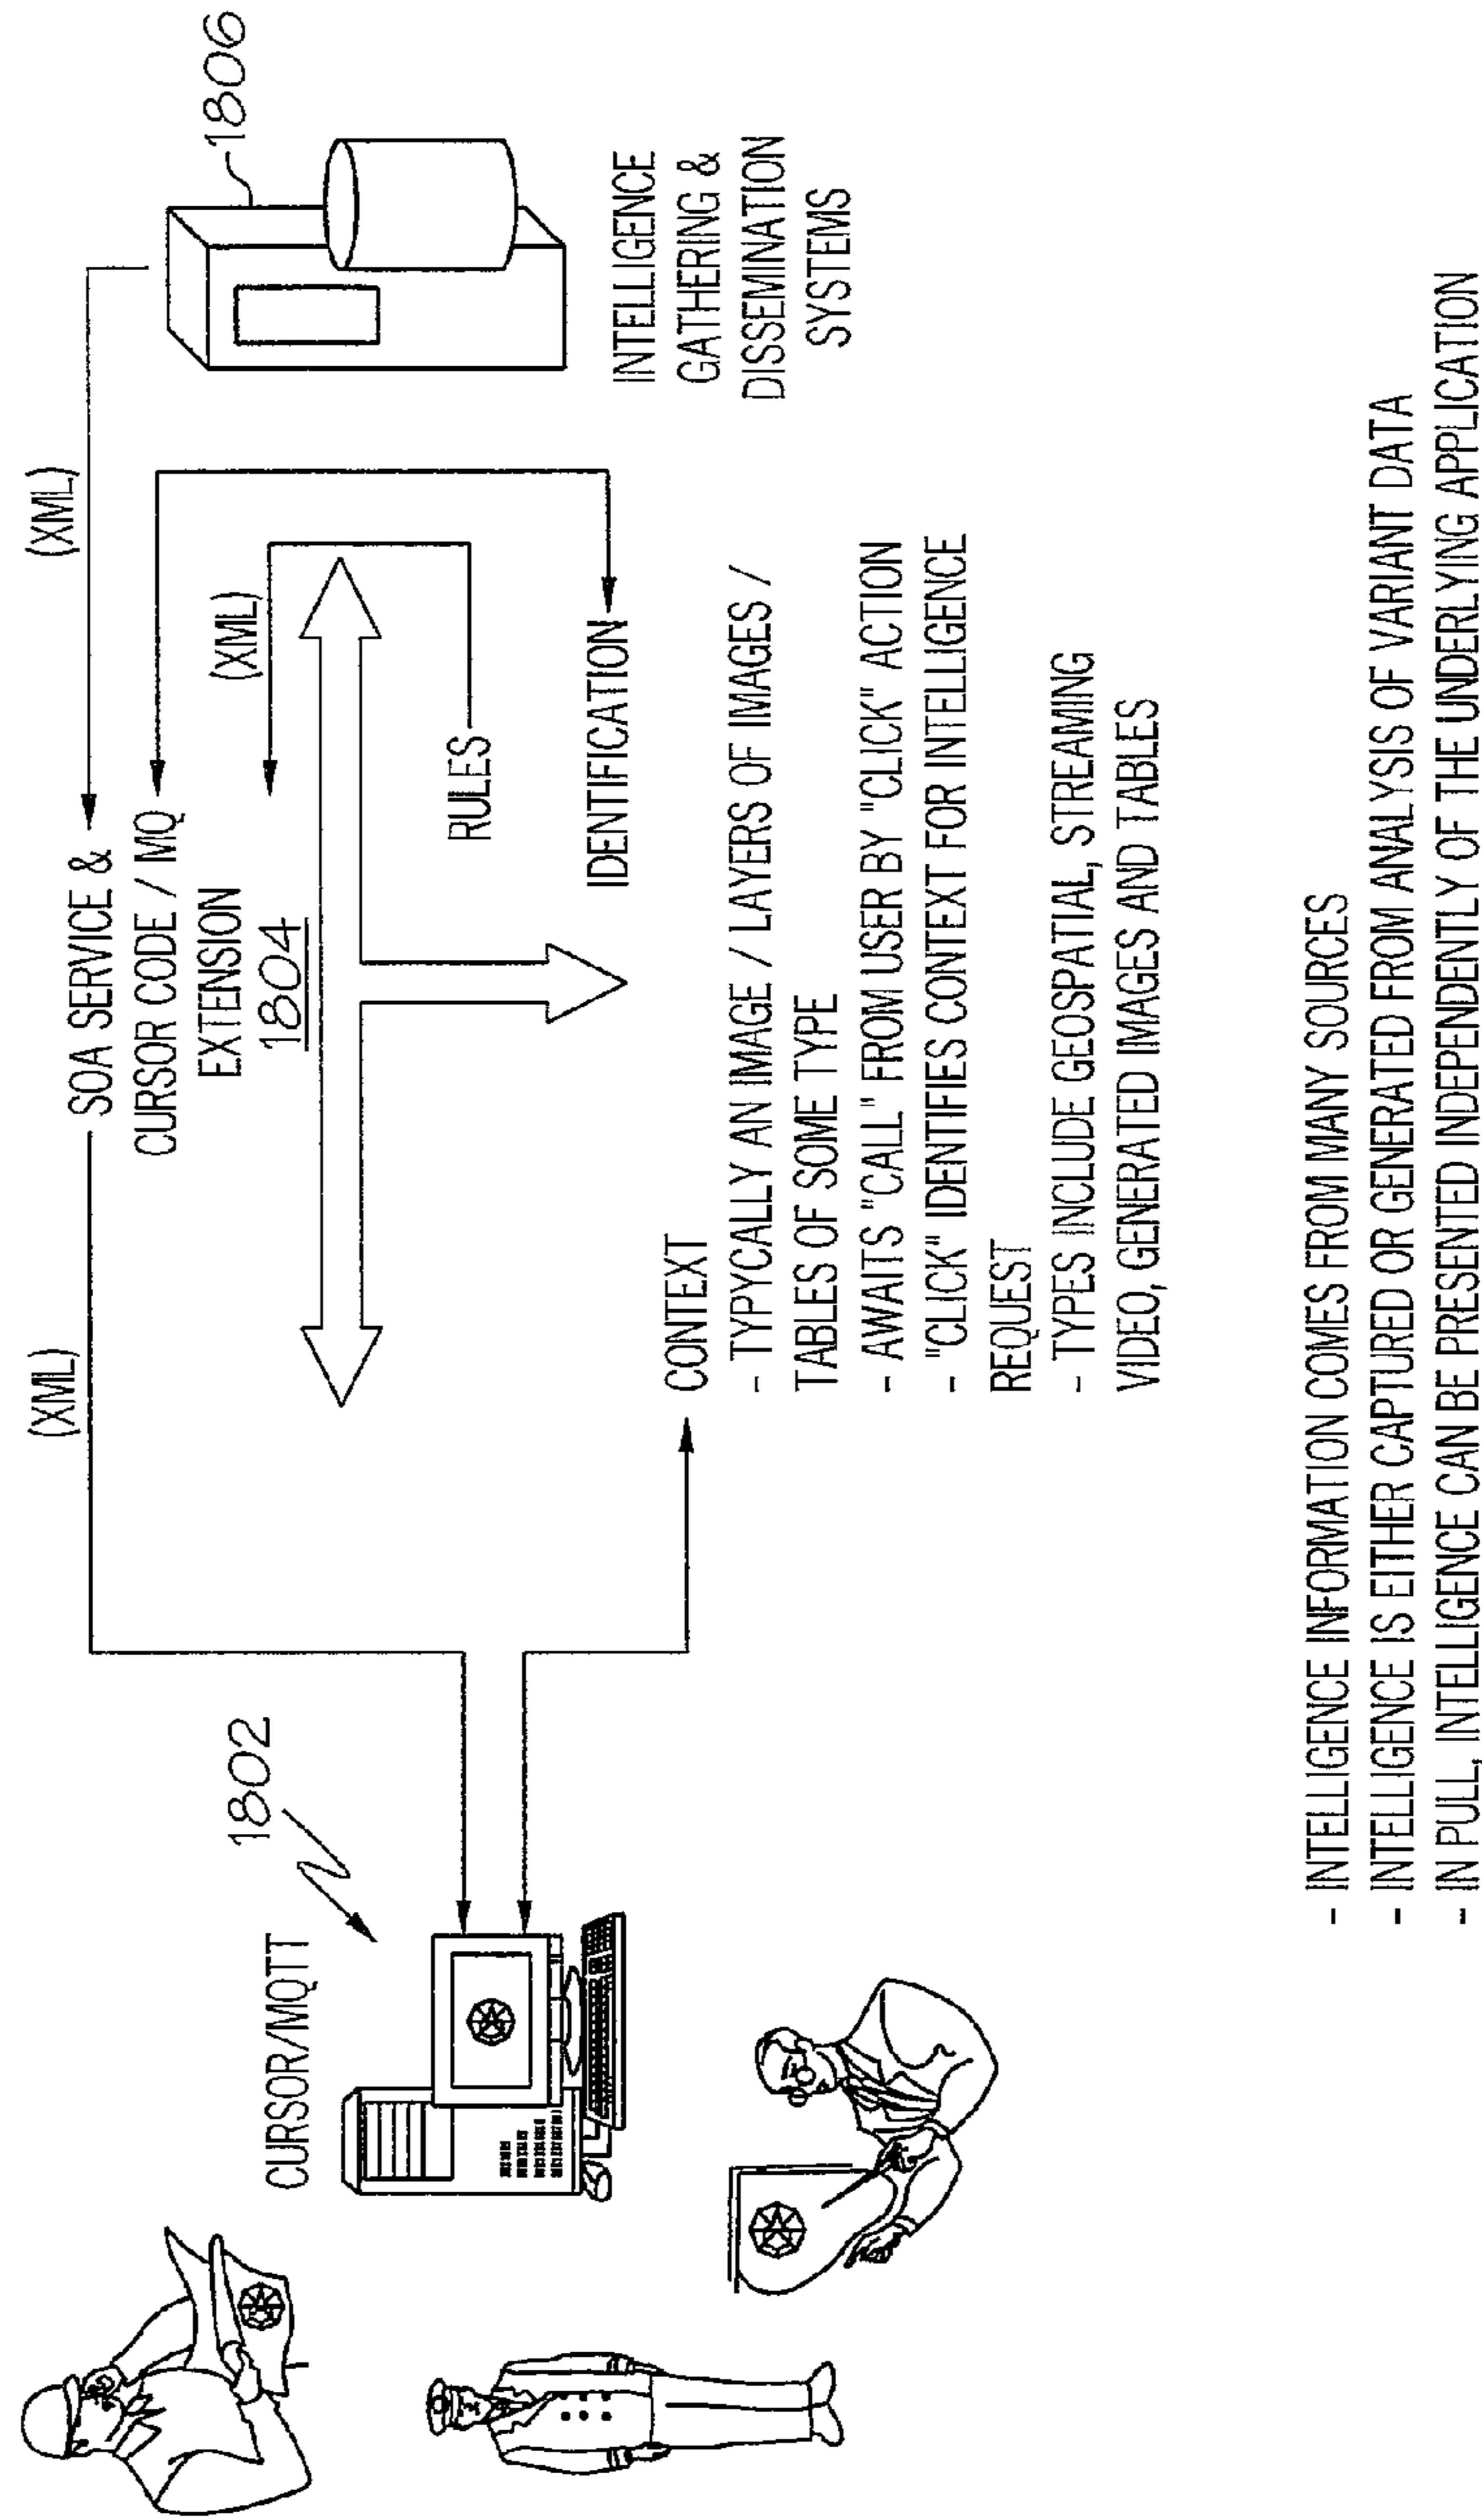 CURSOR/MQTT
1802
(XML)
SOA SERVICE &
CURSOR CODE / MQ
EXTENSION
1804
(XML)
(XML)
1806
RULES
IDENTIFICATION
INTELLIGENCE
GATHERING &
DISSEMINATION
SYSTEMS
CONTEXT
- TYPYCALLY AN IMAGE / LAYERS OF IMAGES /
TABLES OF SOME TYPE
- AWAITS "CALL" FROM USER BY "CLICK" ACTION
- "CLICK" IDENTIFIES CONTEXT FOR INTELLIGENCE
REQUEST
- TYPES INCLUDE GEOSPATIAL, STREAMING
VIDEO, GENERATED IMAGES AND TABLES
- INTELLIGENCE INFORMATION COMES FROM MANY SOURCES
- INTELLIGENCE IS EITHER CAPTURED OR GENERATED FROM ANALYSIS OF VARIANT DATA
- IN PULL, INTELLIGENCE CAN BE PRESENTED INDEPENDENTLY OF THE UNDERLYING APPLICATION